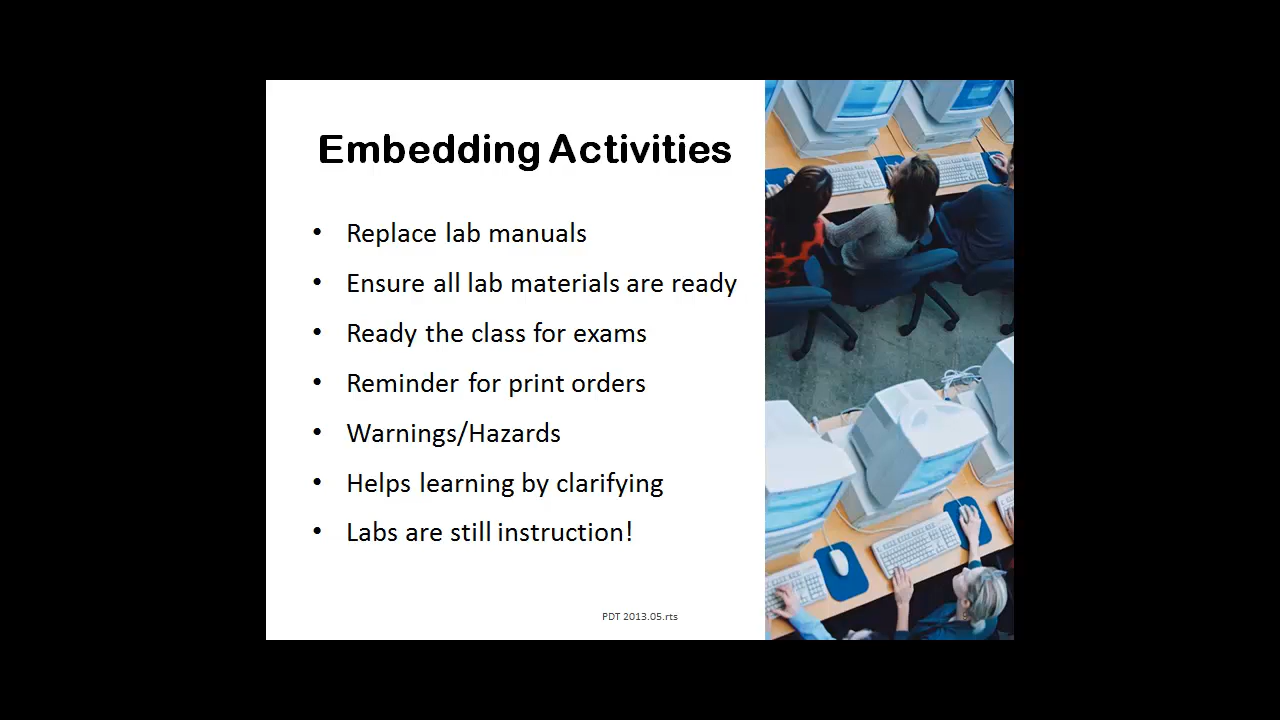 Embedding Activities
• Replace lab manuals
• Ensure all lab materials are ready
• Ready the class for exams
• Reminder for print orders
• Warnings/Hazards
• Helps learning by clarifying
• Labs are still instruction!
PDT 2013.05.rts